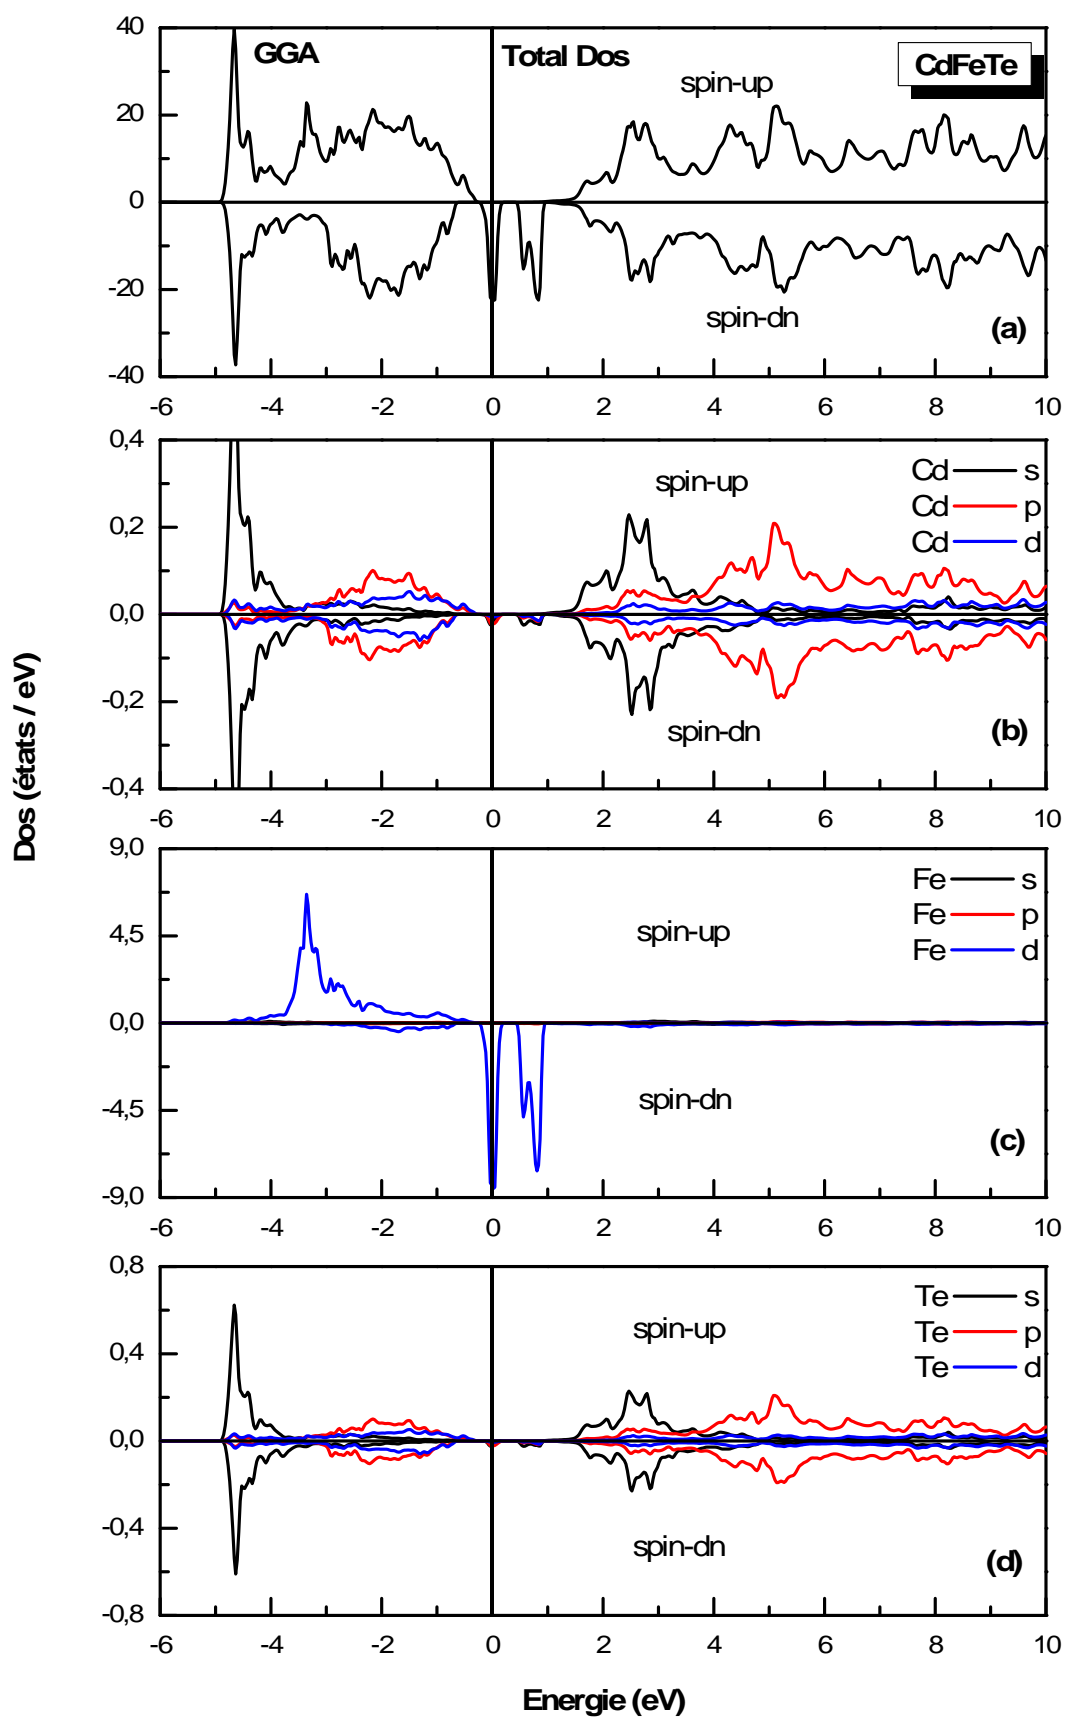 GGA
Total Dos
CdFeTe
spin-up
spin-dn
(a)
40
20
0
-20
-40
-6 -4 -2 0 2 4 6 8 10
Dos (états / eV)
spin-up
Cd s
Cd p
Cd d
spin-dn
(b)
0,4
0,2
0,0
-0,2
-0,4
-6 -4 -2 0 2 4 6 8 10
Fe s
Fe p
Fe d
spin-up
spin-dn
(c)
9,0
4,5
0,0
-4,5
-9,0
-6 -4 -2 0 2 4 6 8 10
Te s
Te p
Te d
spin-up
spin-dn
(d)
0,8
0,4
0,0
-0,4
-0,8
-6 -4 -2 0 2 4 6 8 10
Energie (eV)